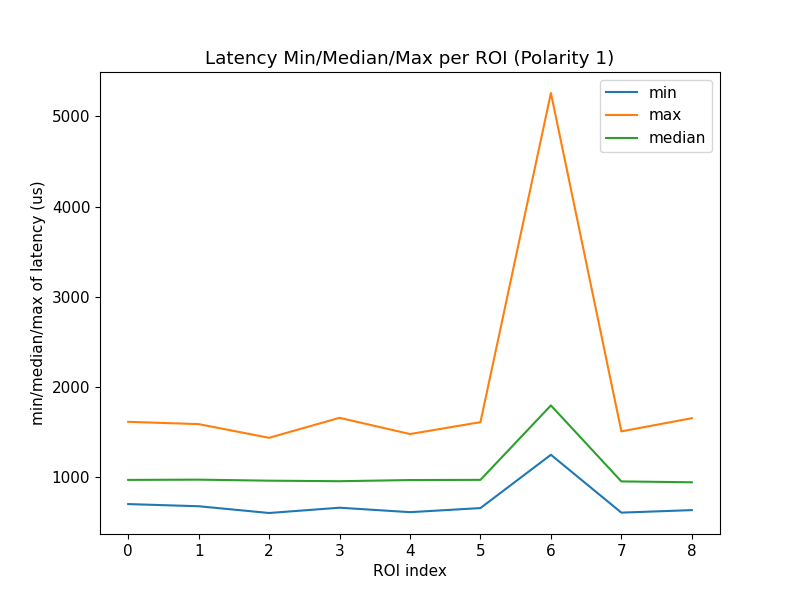 Latency Min/Median/Max per ROI (Polarity 1)
min
max
median
min/median/max of latency (us)
5000
4000
3000
2000
1000
0 1 2 3 4 5 6 7 8
ROI index